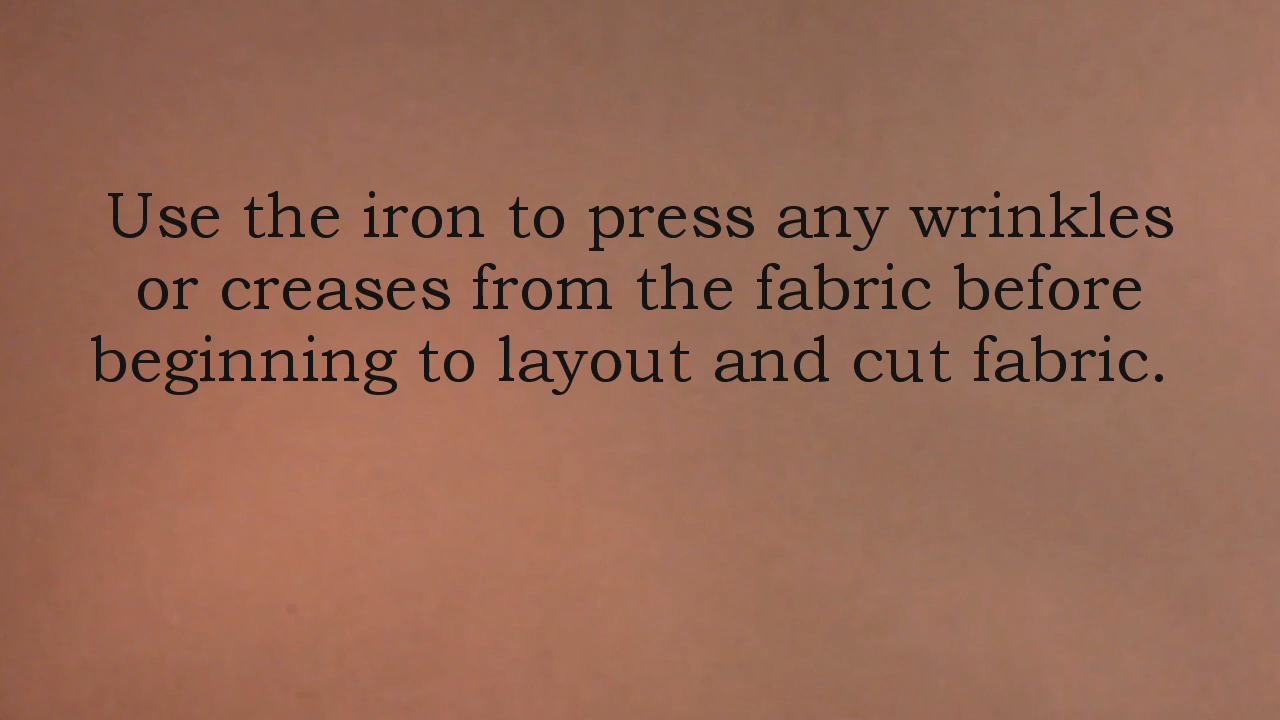 Use the iron to press any wrinkles
or creases from the fabric before
beginning to layout and cut fabric.